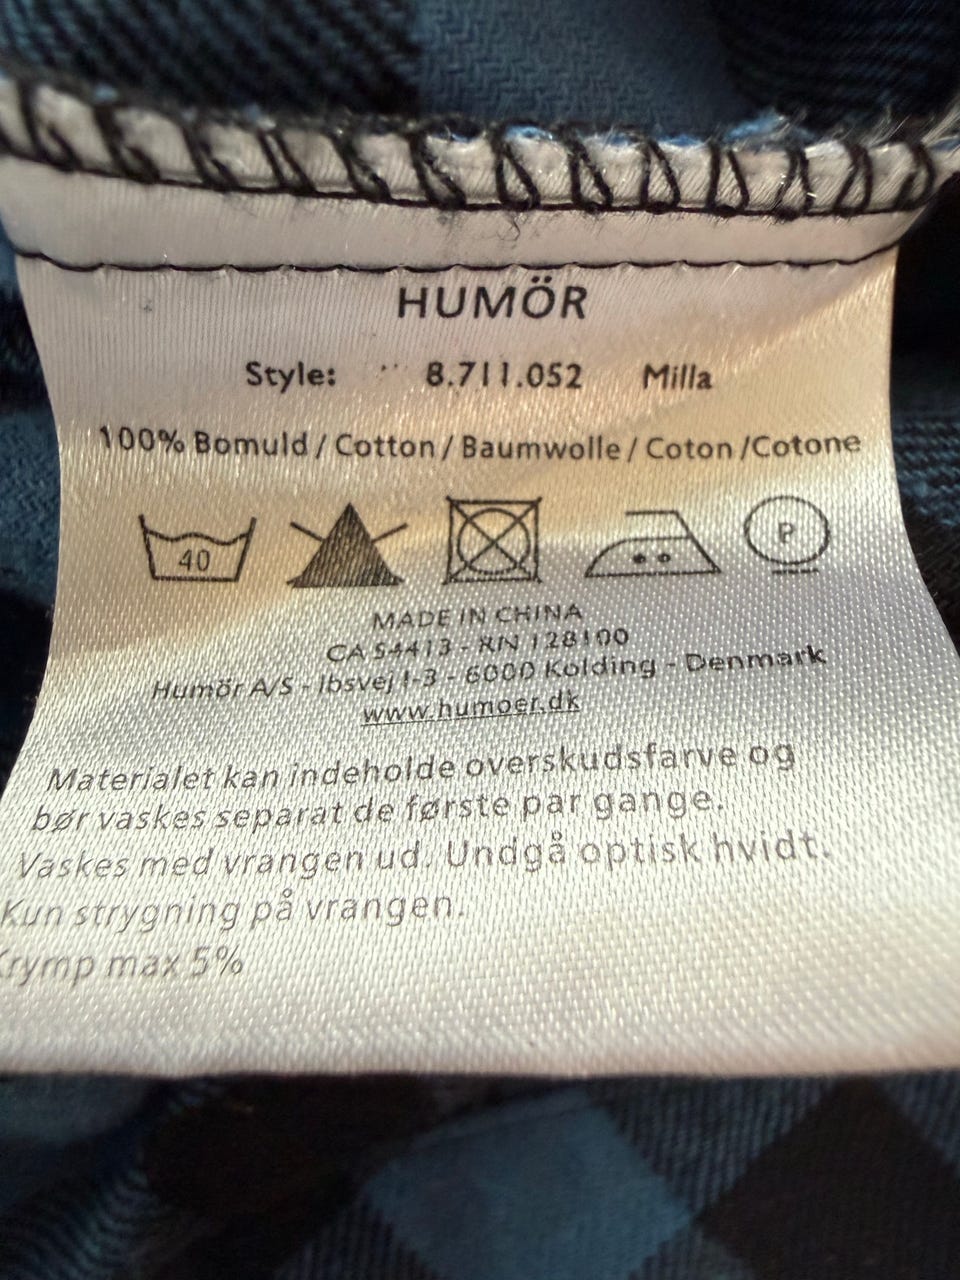 HUMÖR
Style: 8.711.052 Milla
100% Bomuld / Cotton / Baumwolle / Coton /Cotone
40 P
MADE IN CHINA
CA 54413 - RN 128100
Humör A/S - Ibsvej 1-3 - 6000 Kolding - Denmark
www.humoer.dk
Materialet kan indeholde overskudsfarve og
bør vaskes separat de første par gange.
Vaskes med vrangen ud. Undgå optisk hvidt.
Kun strygning på vrangen.
Krymp max 5%